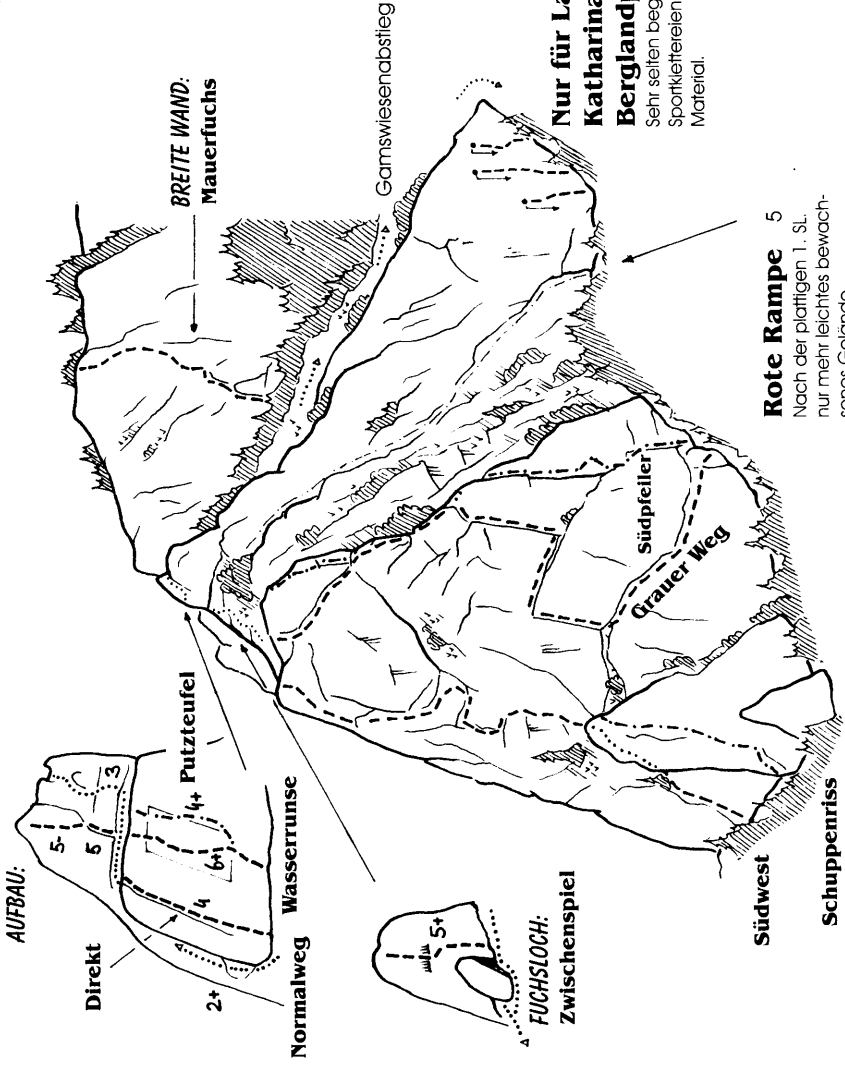 AUFBAU:
5-
5
3
Direkt
4
4+
6+
Putzteufel
2+
Wasserrunse
Normalweg
FUCHSLOCH:
Zwischenspiel
5+
BREITE WAND:
Mauerfuchs
Gamswiesenabstieg
Südpfeiler
Grauer Weg
Südwest
Schuppenriss
Rote Rampe 5
Nach der plattigen 1. SL.
nur mehr leichtes bewach-
senes Gelände
Nur für La
Katharina
Bergland
Sehr selten beg
Sportklettereien
Material.